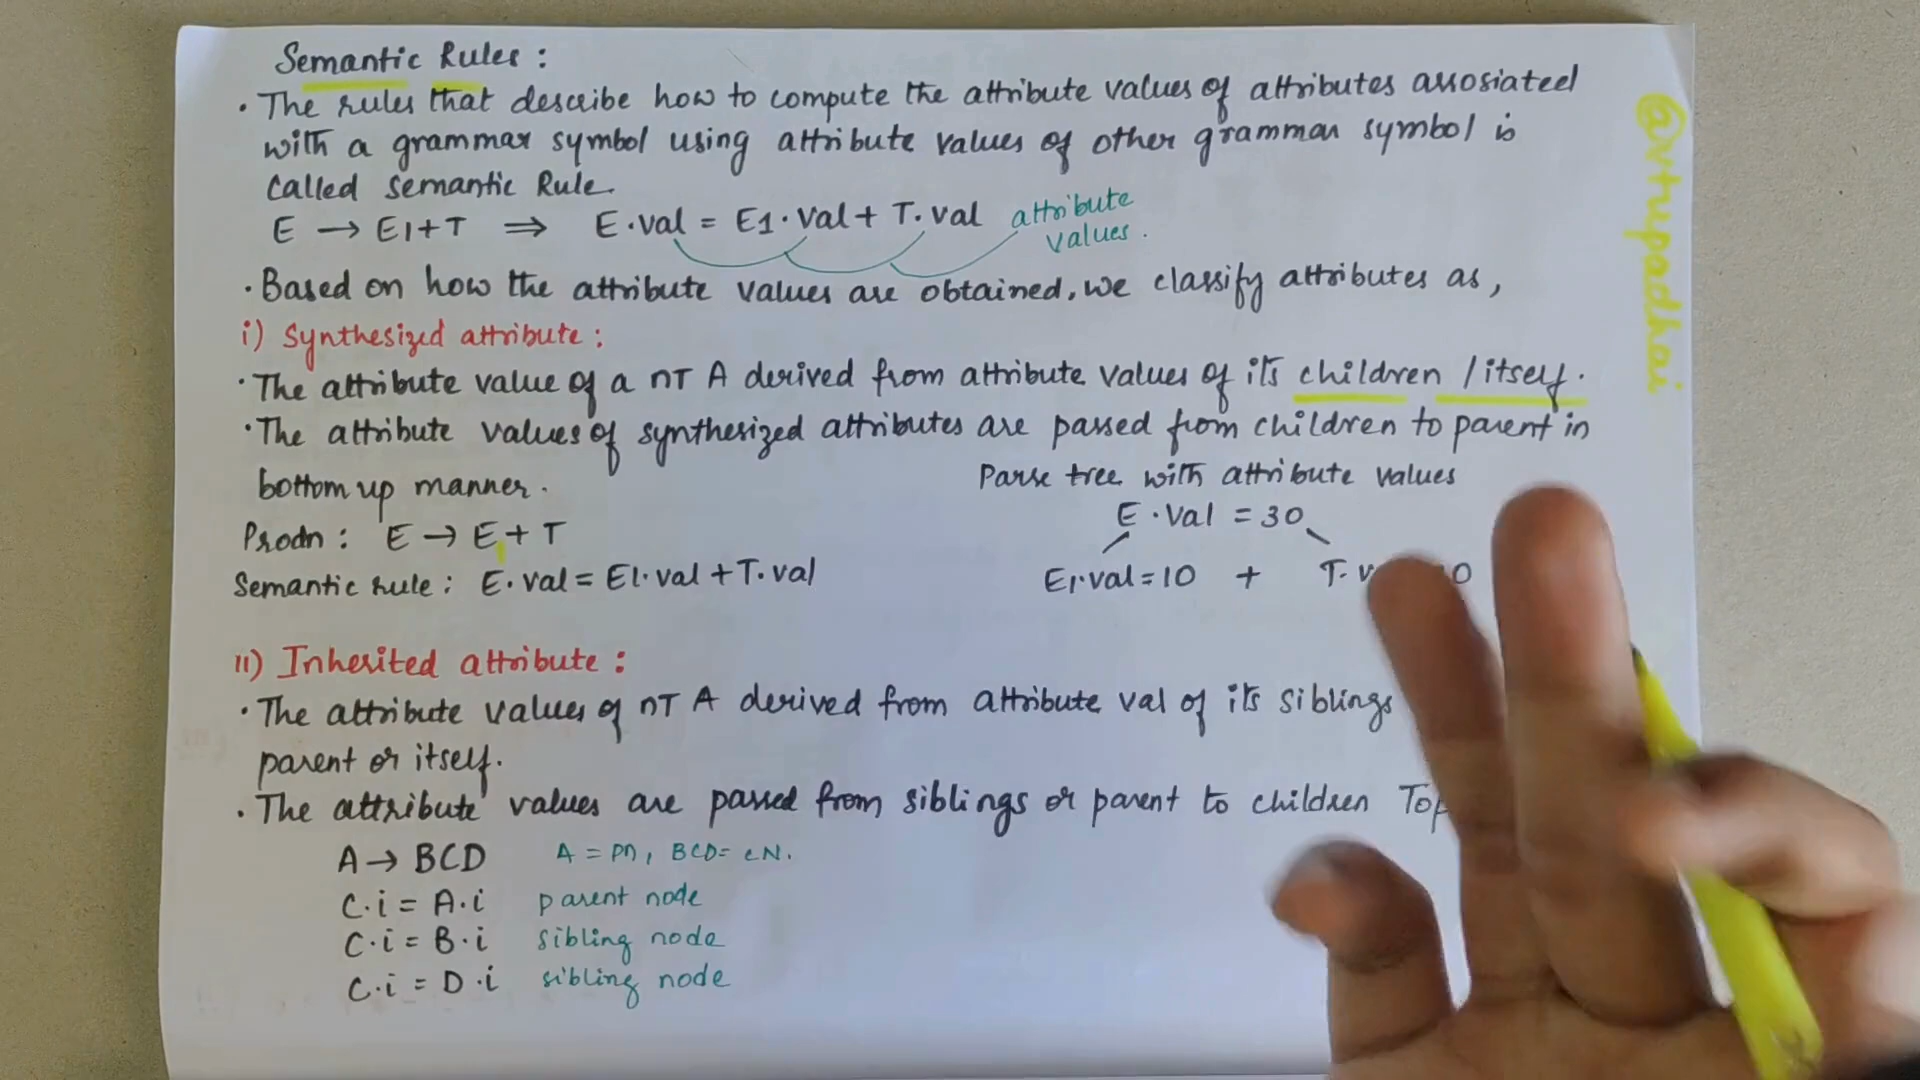 Semantic Rules :
• The rules that describe how to compute the attribute values of attributes assosiated
with a grammar symbol using attribute values of other grammar symbol is
called semantic Rule.
E → E1+T ⇒ E.val = E1.val + T.val attribute
values.
• Based on how the attribute values are obtained, we classify attributes as,
i) Synthesized attribute :
• The attribute value of a nT A derived from attribute values of it's children / itself.
• The attribute values of synthesized attributes are passed from children to parent in
bottom up manner.
Parse tree with attribute values
E.val = 30
Prodn : E → E+T
Semantic rule : E.val = E1.val + T.val
E1.val=10 + T.
II) Inherited attribute :
• The attribute values of nT A derived from attribute val of it's siblings
parent or itself.
• The attribute values are passed from siblings or parent to children Top
A → BCD A = PN, BCD= CN.
C.i = A.i parent node
C.i = B.i sibling node
C.i = D.i sibling node
@vtupadhai